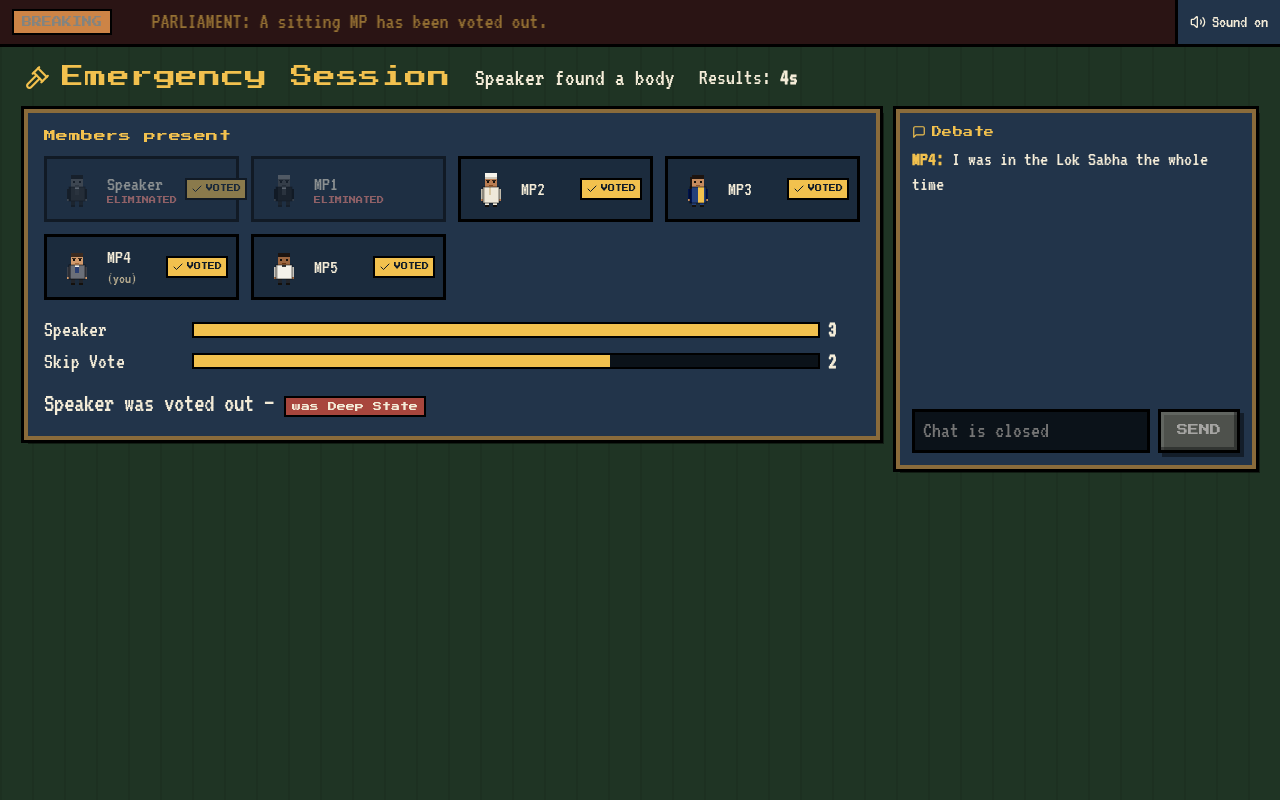 BREAKING
PARLIAMENT: A sitting MP has been voted out.
Sound on
Emergency Session
Speaker found a body
Results: 4s
Members present
Speaker
ELIMINATED
VOTED
MP1
ELIMINATED
MP2
VOTED
MP3
VOTED
MP4
(you)
VOTED
MP5
VOTED
Speaker 3
Skip Vote 2
Speaker was voted out — was Deep State
Debate
MP4: I was in the Lok Sabha the whole
time
Chat is closed
SEND